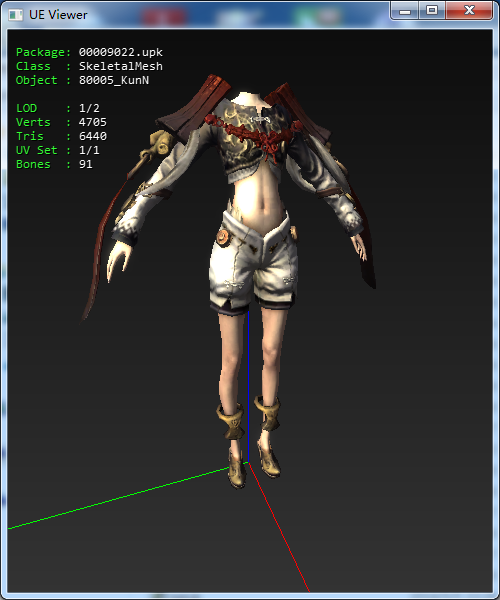 UE Viewer
Package: 00009022.upk
Class : SkeletalMesh
Object : 80005_KunN
LOD : 1/2
Verts : 4705
Tris : 6440
UV Set : 1/1
Bones : 91